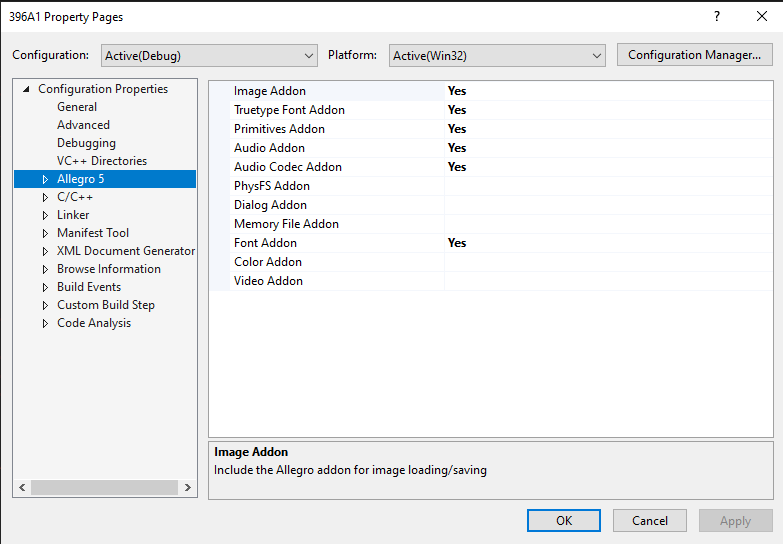 396A1 Property Pages
? 
Configuration: Active(Debug) Platform: Active(Win32) Configuration Manager...
Configuration Properties
General
Advanced
Debugging
VC++ Directories
Allegro 5
C/C++
Linker
Manifest Tool
XML Document Generator
Browse Information
Build Events
Custom Build Step
Code Analysis
Image Addon Yes
Truetype Font Addon Yes
Primitives Addon Yes
Audio Addon Yes
Audio Codec Addon Yes
PhysFS Addon
Dialog Addon
Memory File Addon
Font Addon Yes
Color Addon
Video Addon
Image Addon
Include the Allegro addon for image loading/saving
OK Cancel Apply